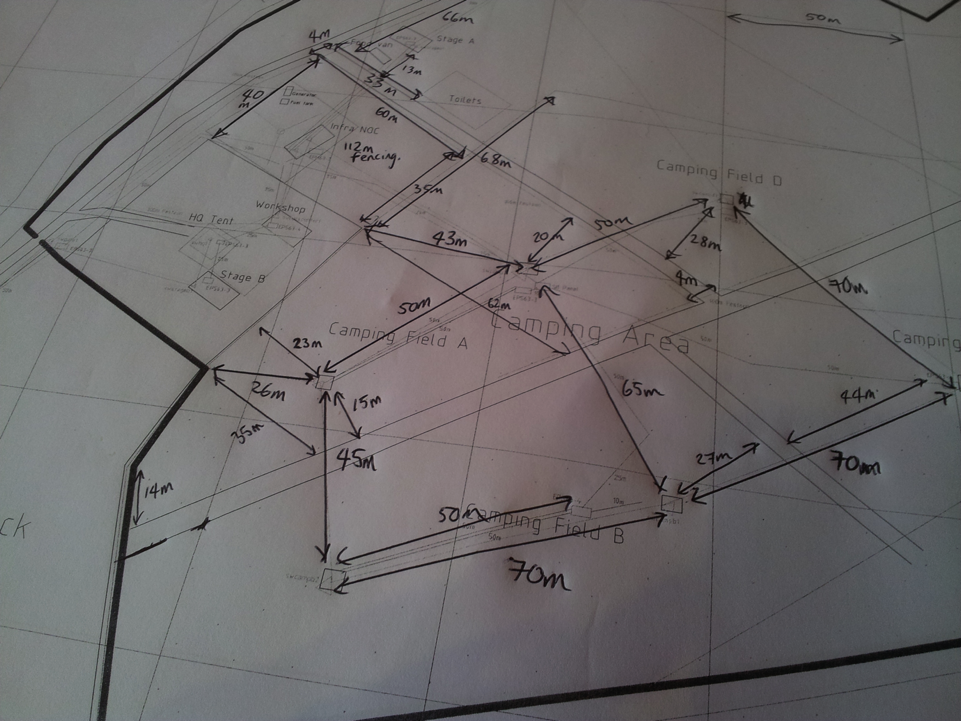 66m
50m
4m
Stage A
13m
33m
40
m
Toilets
60m
Infra NOC
112m
fencing.
68m
Camping Field D
35m
Workshop
HQ Tent
50m
43m
20m
28m
Stage B
4m
70m
50m
62m
Camping Field A
Camping Area
Camping
23m
26m
65m
15m
44m
35m
45m
27m
70m
14m
50m
Camping Field B
ck
70m